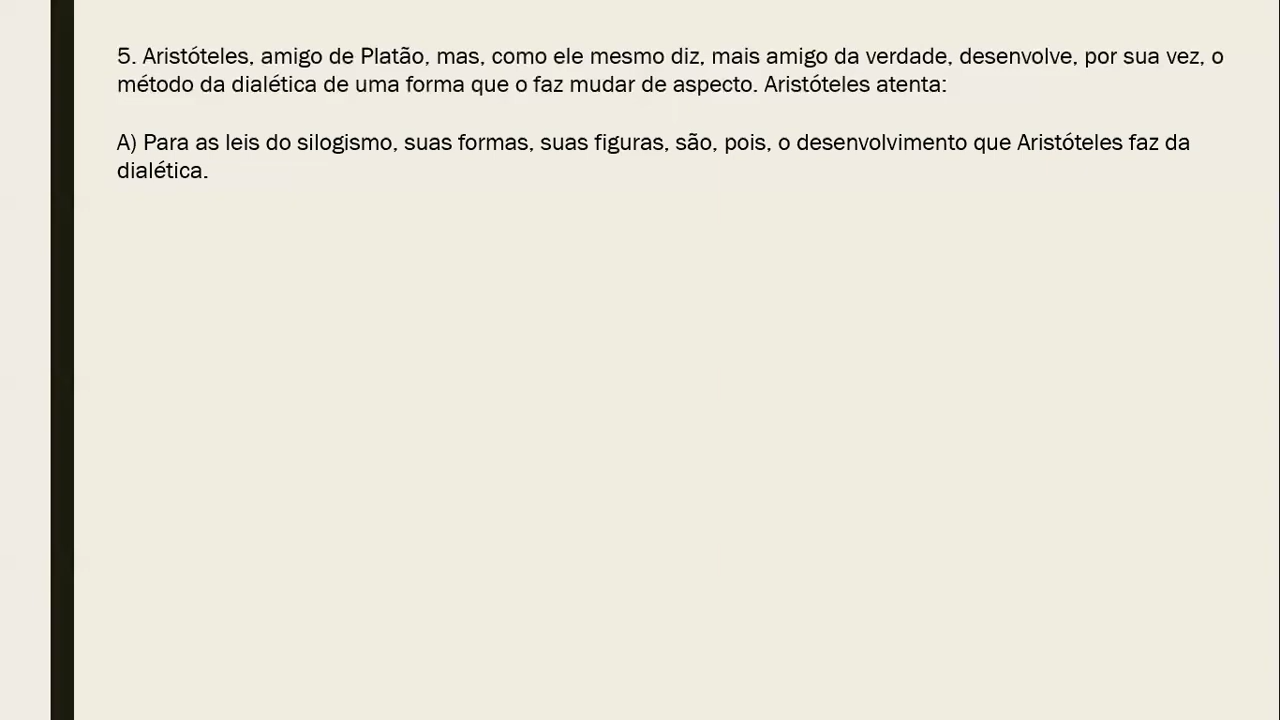 5. Aristóteles, amigo de Platão, mas, como ele mesmo diz, mais amigo da verdade, desenvolve, por sua vez, o
método da dialética de uma forma que o faz mudar de aspecto. Aristóteles atenta:
A) Para as leis do silogismo, suas formas, suas figuras, são, pois, o desenvolvimento que Aristóteles faz da
dialética.